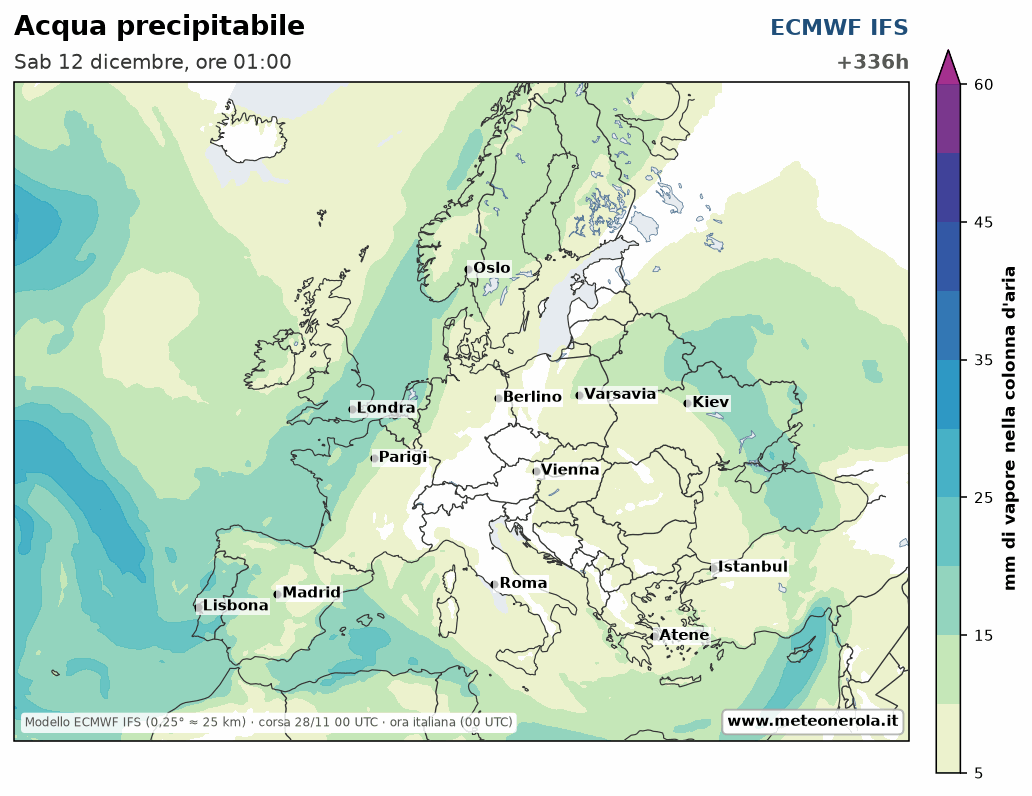 Acqua precipitabile
ECMWF IFS
Sab 12 dicembre, ore 01:00
+336h
60
45
35
25
15
5
mm di vapore nella colonna d'aria
Oslo
Londra
Berlino
Varsavia
Kiev
Parigi
Vienna
Istanbul
Roma
Madrid
Lisbona
Atene
Modello ECMWF IFS (0,25° ≈ 25 km) · corsa 28/11 00 UTC · ora italiana (00 UTC)
www.meteonerola.it